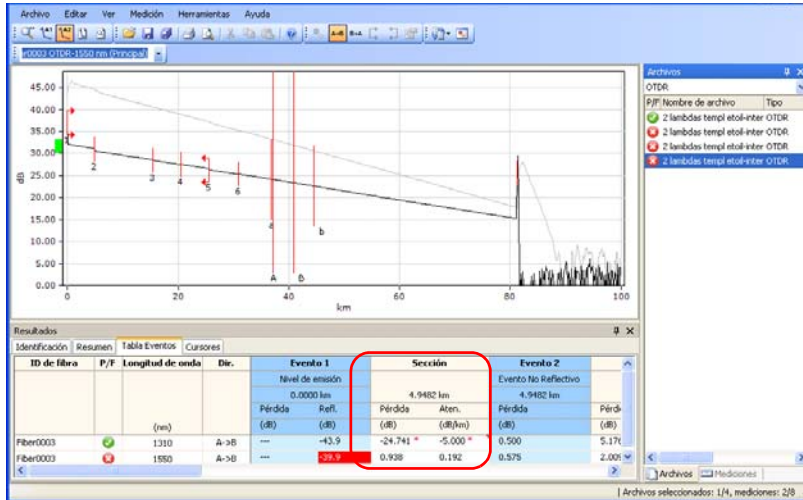 Archivo Editar Ver Medición Herramientas Ayuda
r0003 OTDR-1550 nm (Principal)
45.00
40.00
35.00
30.00
25.00
20.00
15.00
10.00
5.00
0.00
dB
2 3 4 5 6
a b
A B
0 20 40 60 80 100
km
Archivos
OTDR
P/F Nombre de archivo Tipo
2 lambdas templ etoil-inter OTDR
2 lambdas templ etoil-inter OTDR
2 lambdas templ etoil-inter OTDR
2 lambdas templ etoil-inter OTDR
Resultados
Identificación Resumen Tabla Eventos Cursores
ID de fibra P/F Longitud de onda Dir. Evento 1 Sección Evento 2
Nivel de emisión Evento No Reflectivo
0.0000 km 4.9482 km 4.9482 km
Pérdida Refl. Pérdida Aten. Pérdida Pérdi
(nm) (dB) (dB) (dB) (dB/km) (dB) (dB)
Fiber0003 1310 A->B --- -43.9 -24.741 * -5.000 * 0.500 5.176
Fiber0003 1550 A->B --- -39.9 0.938 0.192 0.575 2.009
Archivos Mediciones
Archivos seleccionados: 1/4, mediciones: 2/8